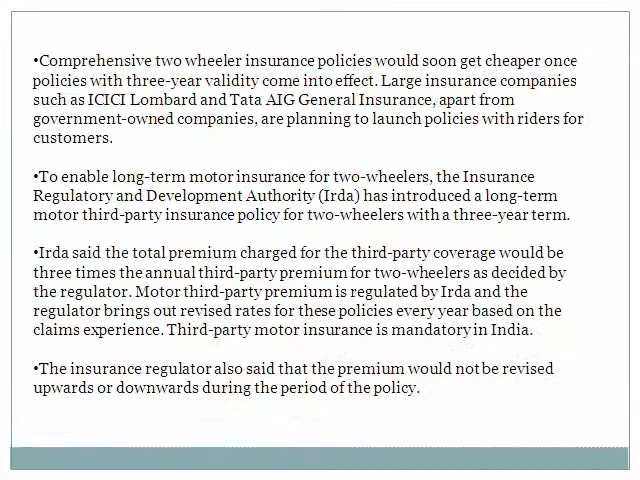 •Comprehensive two wheeler insurance policies would soon get cheaper once
policies with three-year validity come into effect. Large insurance companies
such as ICICI Lombard and Tata AIG General Insurance, apart from
government-owned companies, are planning to launch policies with riders for
customers.
•To enable long-term motor insurance for two-wheelers, the Insurance
Regulatory and Development Authority (Irda) has introduced a long-term
motor third-party insurance policy for two-wheelers with a three-year term.
•Irda said the total premium charged for the third-party coverage would be
three times the annual third-party premium for two-wheelers as decided by
the regulator. Motor third-party premium is regulated by Irda and the
regulator brings out revised rates for these policies every year based on the
claims experience. Third-party motor insurance is mandatory in India.
•The insurance regulator also said that the premium would not be revised
upwards or downwards during the period of the policy.